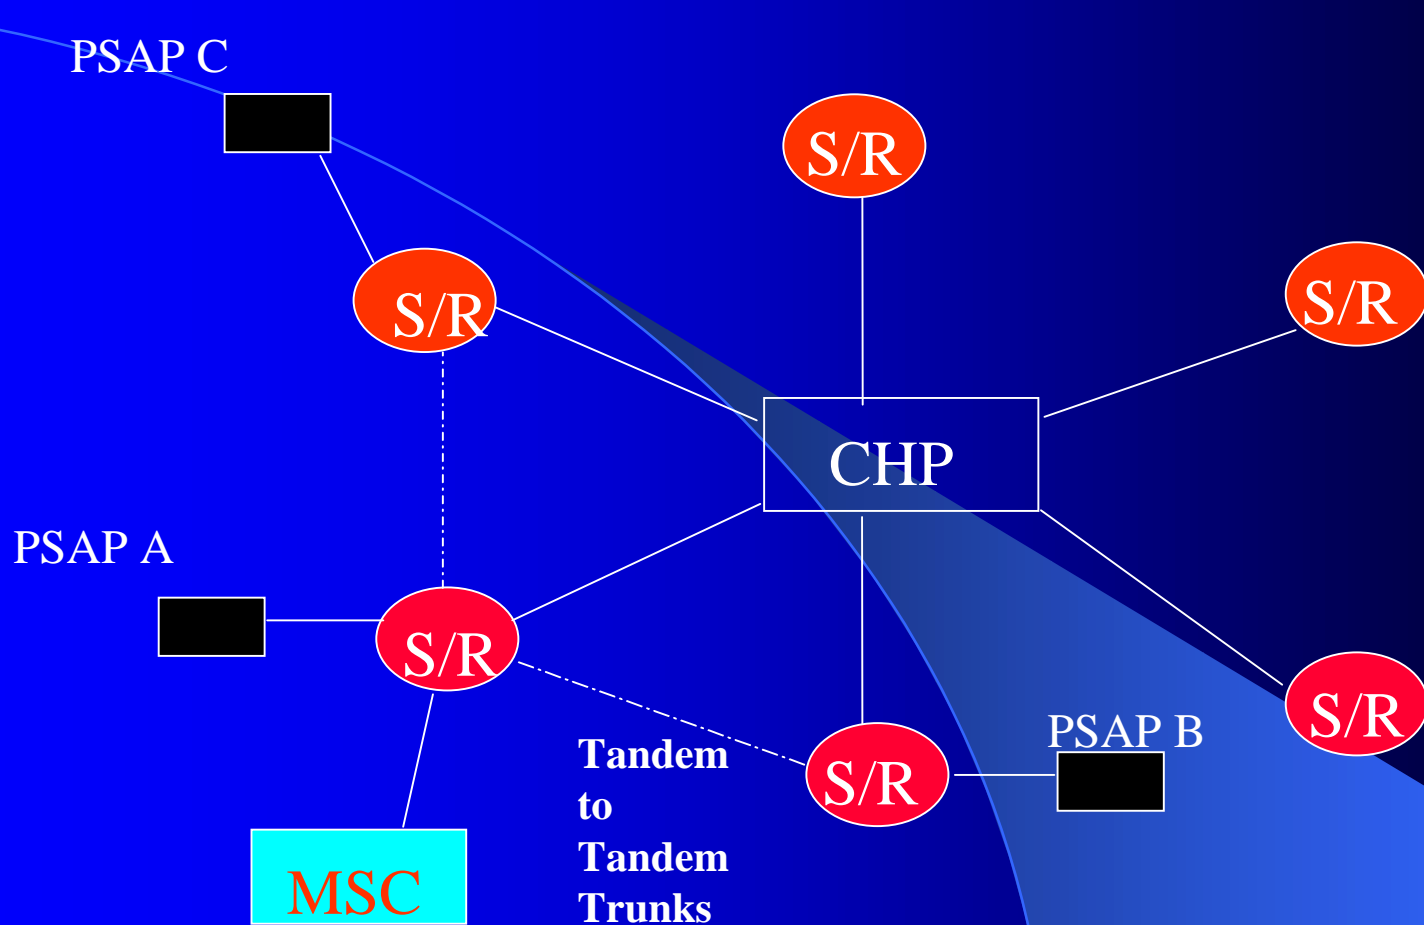 PSAP C
S/R
S/R
S/R
CHP
PSAP A
S/R
S/R
PSAP B
Tandem
to
Tandem
Trunks
S/R
MSC